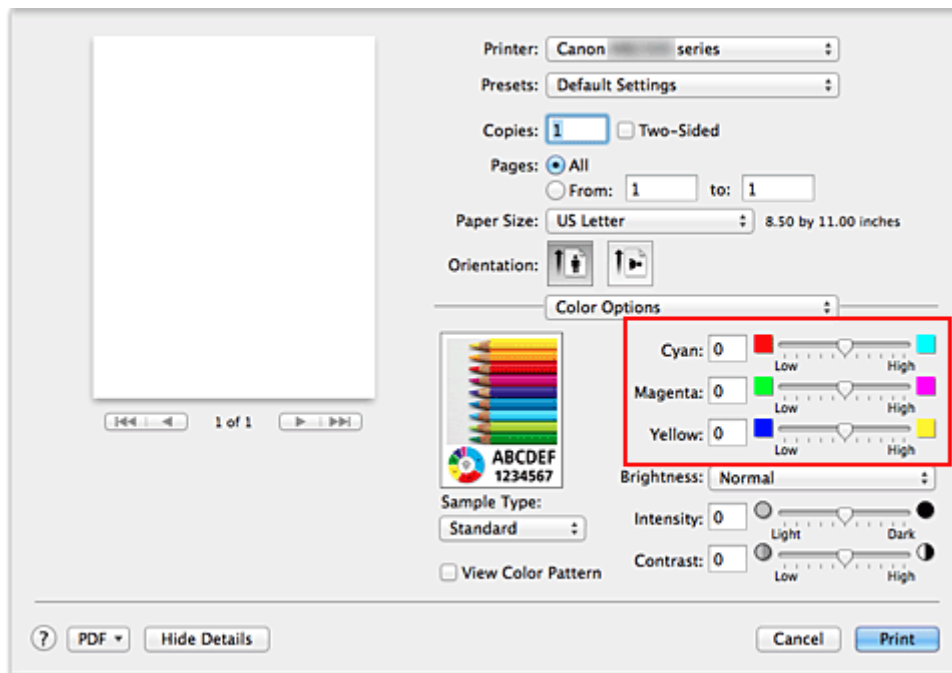 Printer: Canon series
Presets: Default Settings
Copies: 1 Two-Sided
Pages: All
From: 1 to: 1
Paper Size: US Letter 8.50 by 11.00 inches
Orientation:
Color Options
Cyan: 0
Low High
Magenta: 0
Low High
Yellow: 0
Low High
1 of 1
ABCDEF
1234567
Sample Type:
Standard
View Color Pattern
Brightness: Normal
Intensity: 0
Light Dark
Contrast: 0
Low High
? PDF Hide Details Cancel Print